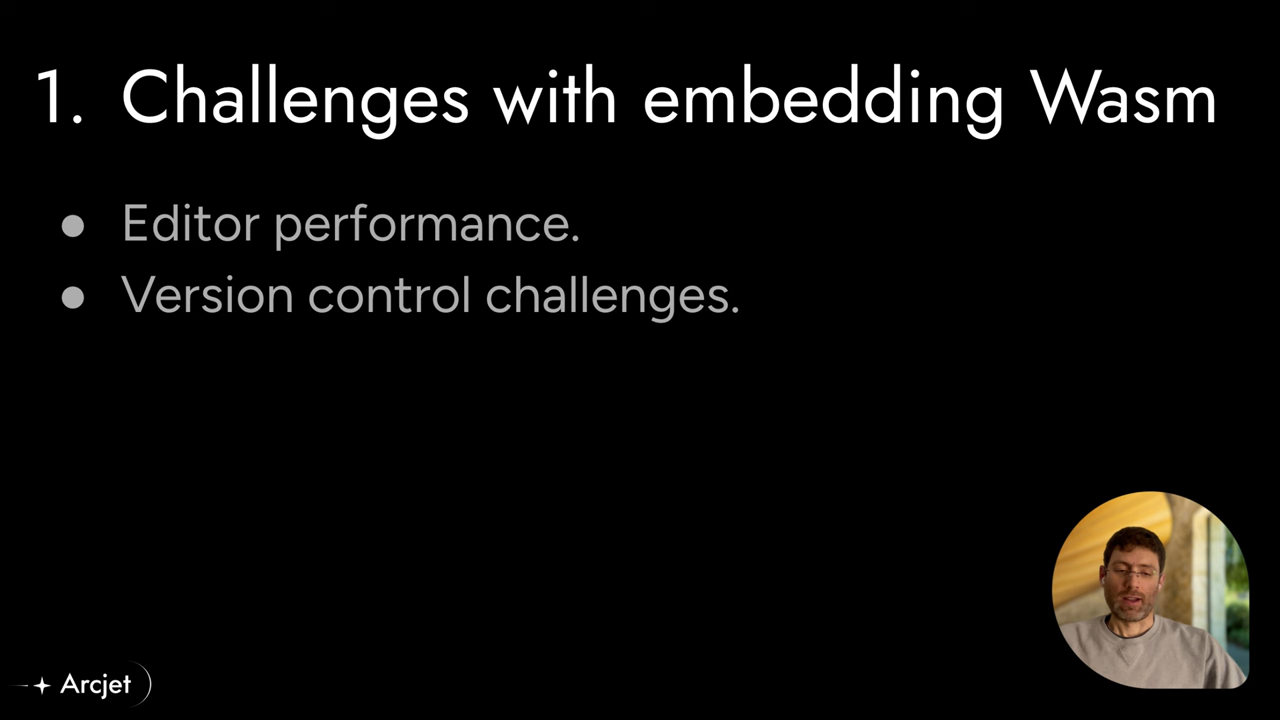 1. Challenges with embedding Wasm
● Editor performance.
● Version control challenges.
Arcjet